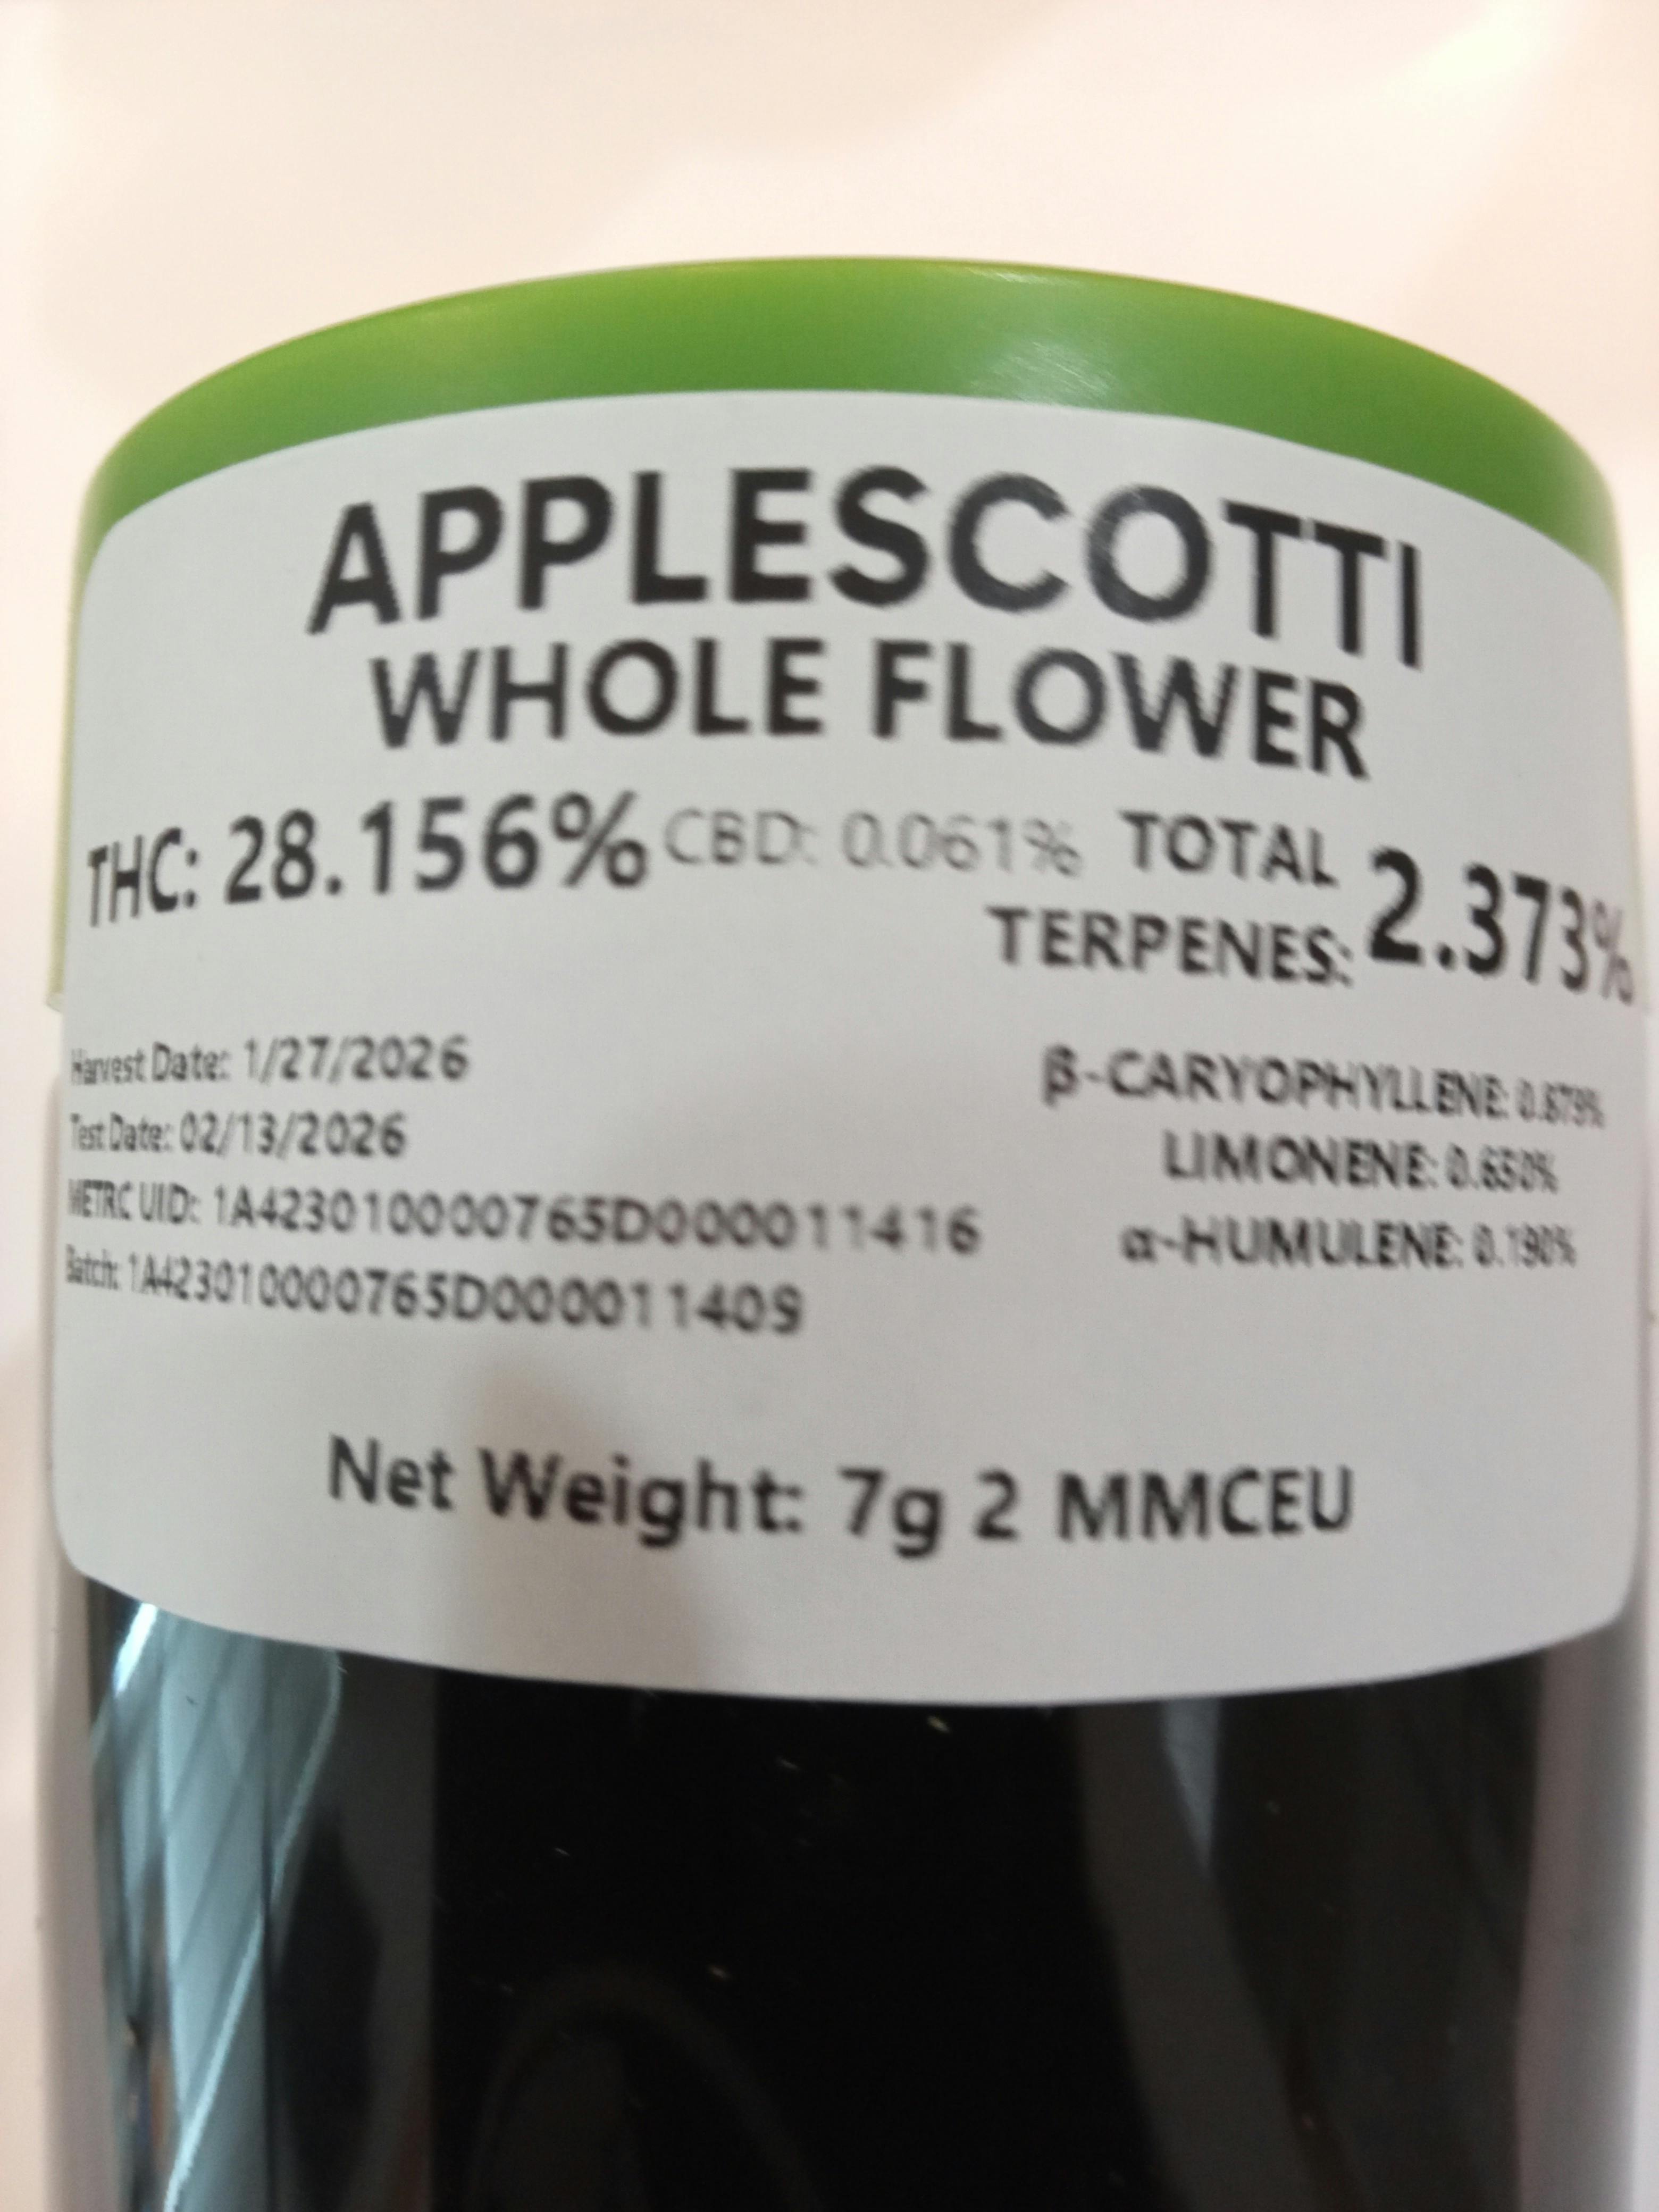 APPLESCOTTI
WHOLE FLOWER
THC: 28.156% CBD: 0.061% TOTAL TERPENES: 2.373%
Harvest Date: 1/27/2026
Test Date: 02/13/2026
METRC UID: 1A423010000765D000011416
Batch: 1A423010000765D000011409
β-CARYOPHYLLENE: 0.879%
LIMONENE: 0.650%
α-HUMULENE: 0.190%
Net Weight: 7g 2 MMCEU